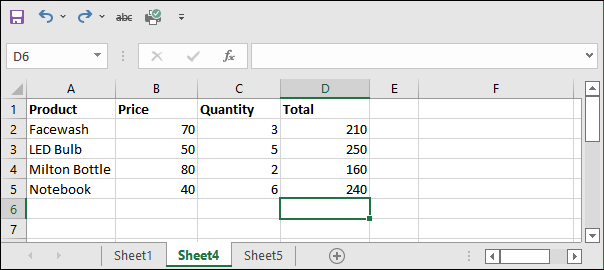 abc
D6 fx
A B C D E F
1 Product Price Quantity Total
2 Facewash 70 3 210
3 LED Bulb 50 5 250
4 Milton Bottle 80 2 160
5 Notebook 40 6 240
6
7
Sheet1 Sheet4 Sheet5